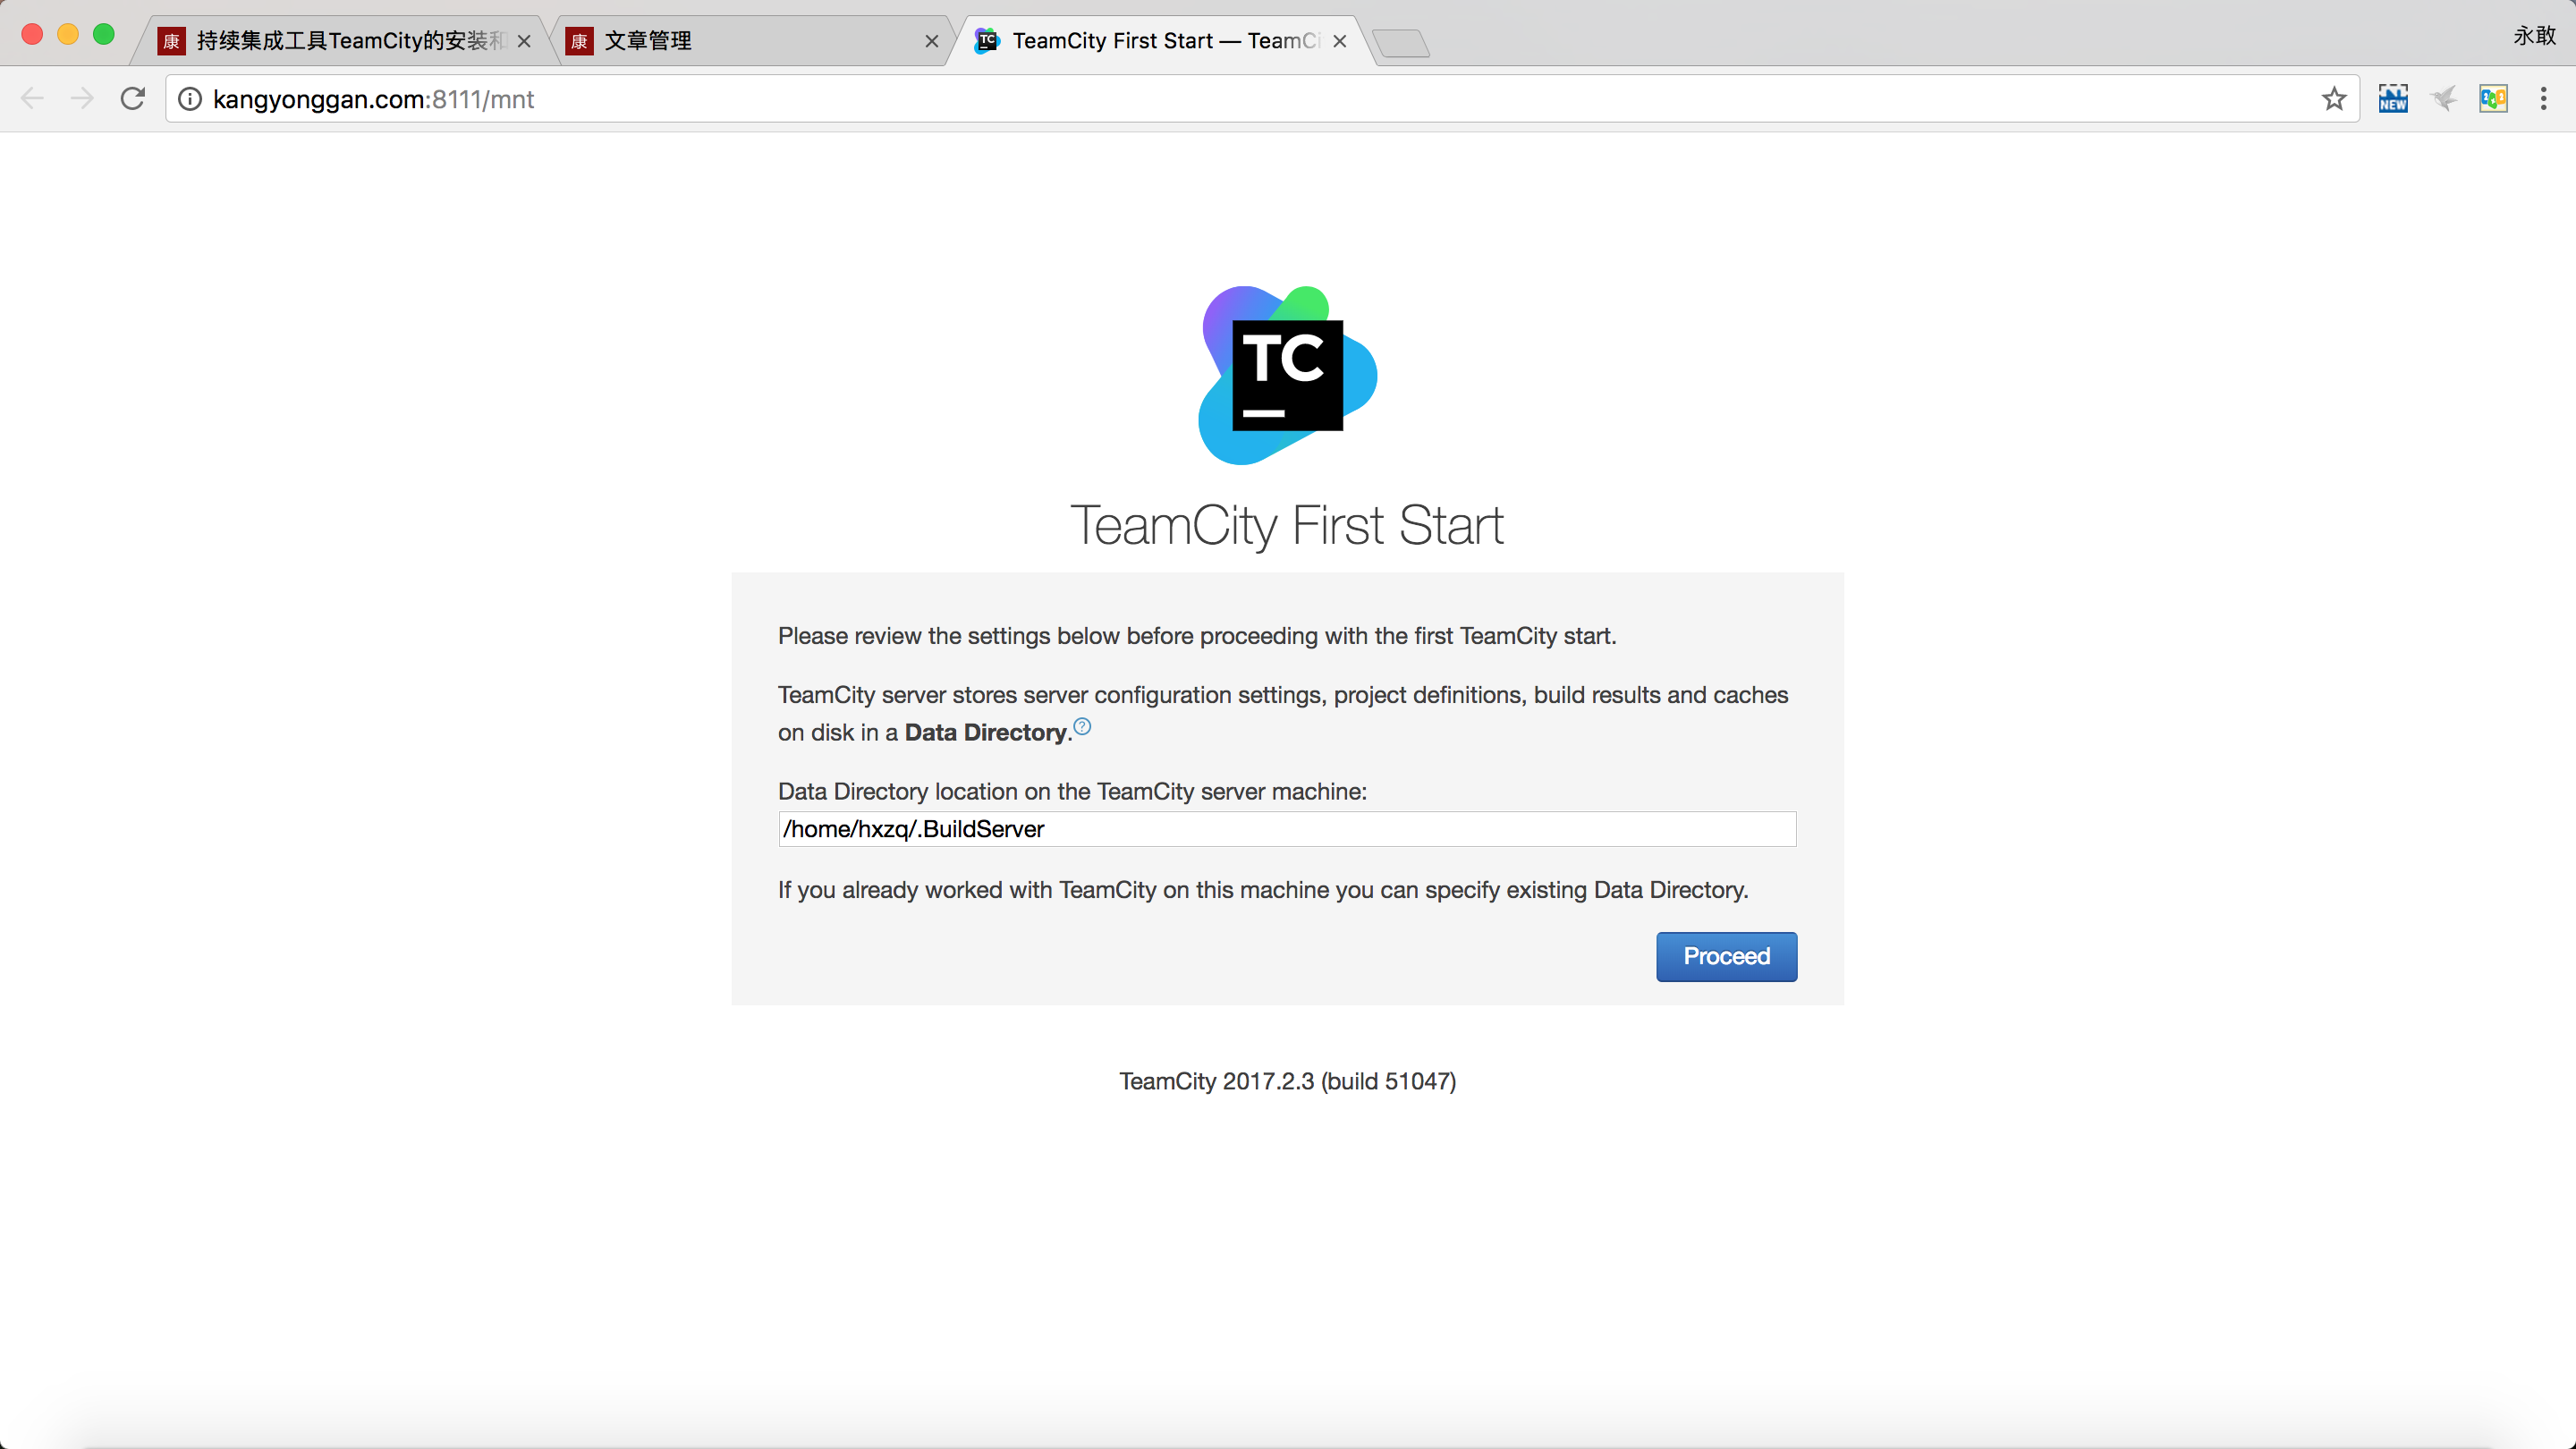 持续集成工具TeamCity的安装和
文章管理
TeamCity First Start — TeamCi
永敢
kangyonggan.com:8111/mnt
NEW
TC
TeamCity First Start
Please review the settings below before proceeding with the first TeamCity start.
TeamCity server stores server configuration settings, project definitions, build results and caches
on disk in a Data Directory.?
Data Directory location on the TeamCity server machine:
/home/hxzq/.BuildServer
If you already worked with TeamCity on this machine you can specify existing Data Directory.
Proceed
TeamCity 2017.2.3 (build 51047)